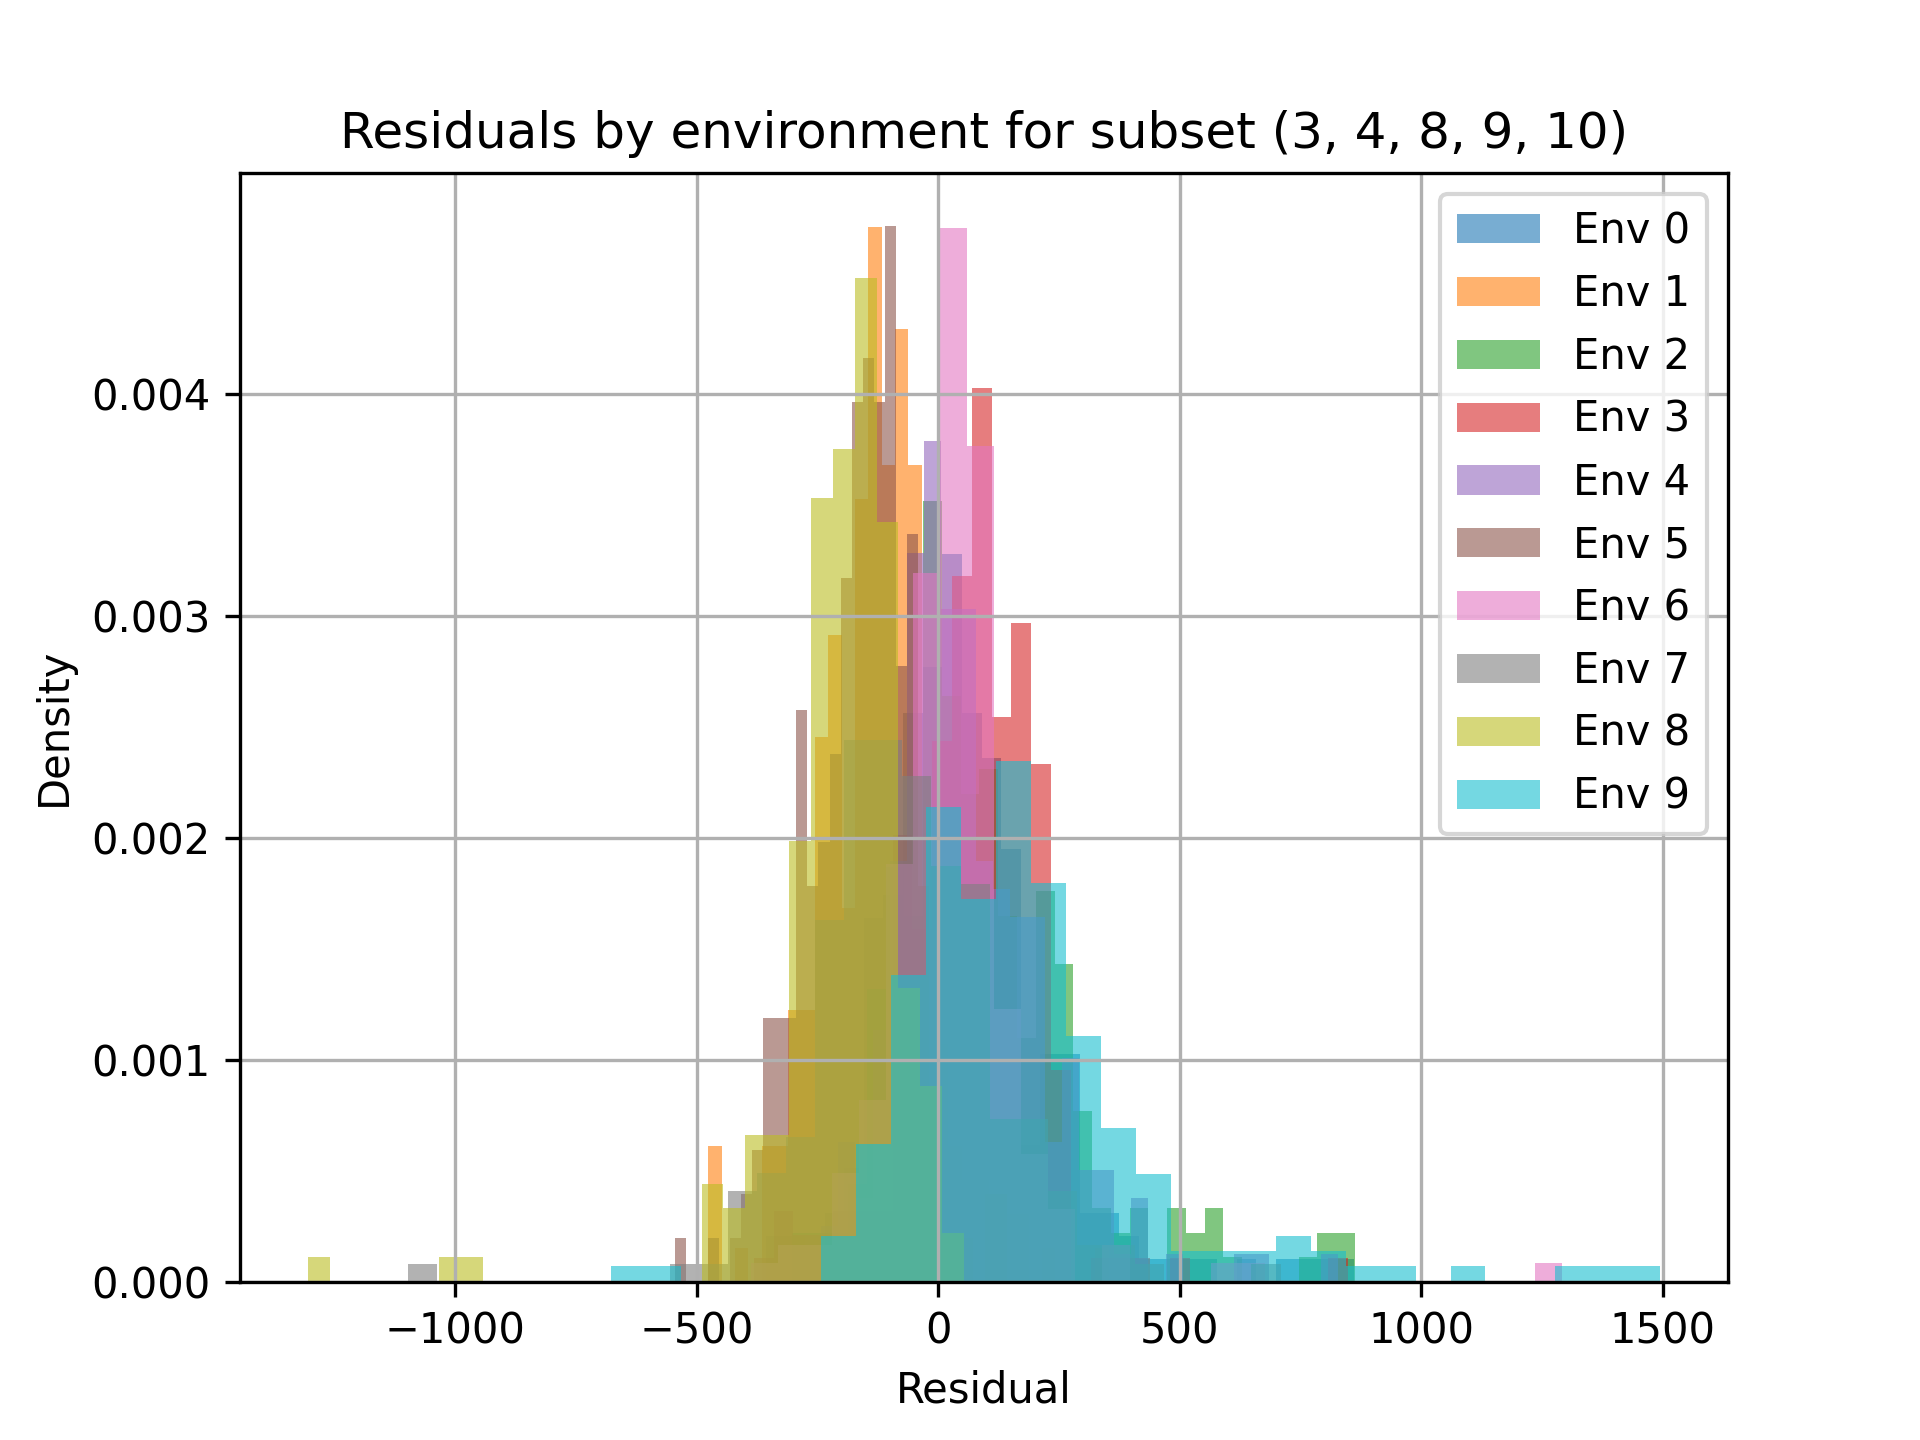 Residuals by environment for subset (3, 4, 8, 9, 10)
Env 0
Env 1
Env 2
Env 3
Env 4
Env 5
Env 6
Env 7
Env 8
Env 9
Density
0.004
0.003
0.002
0.001
0.000
−1000 −500 0 500 1000 1500
Residual